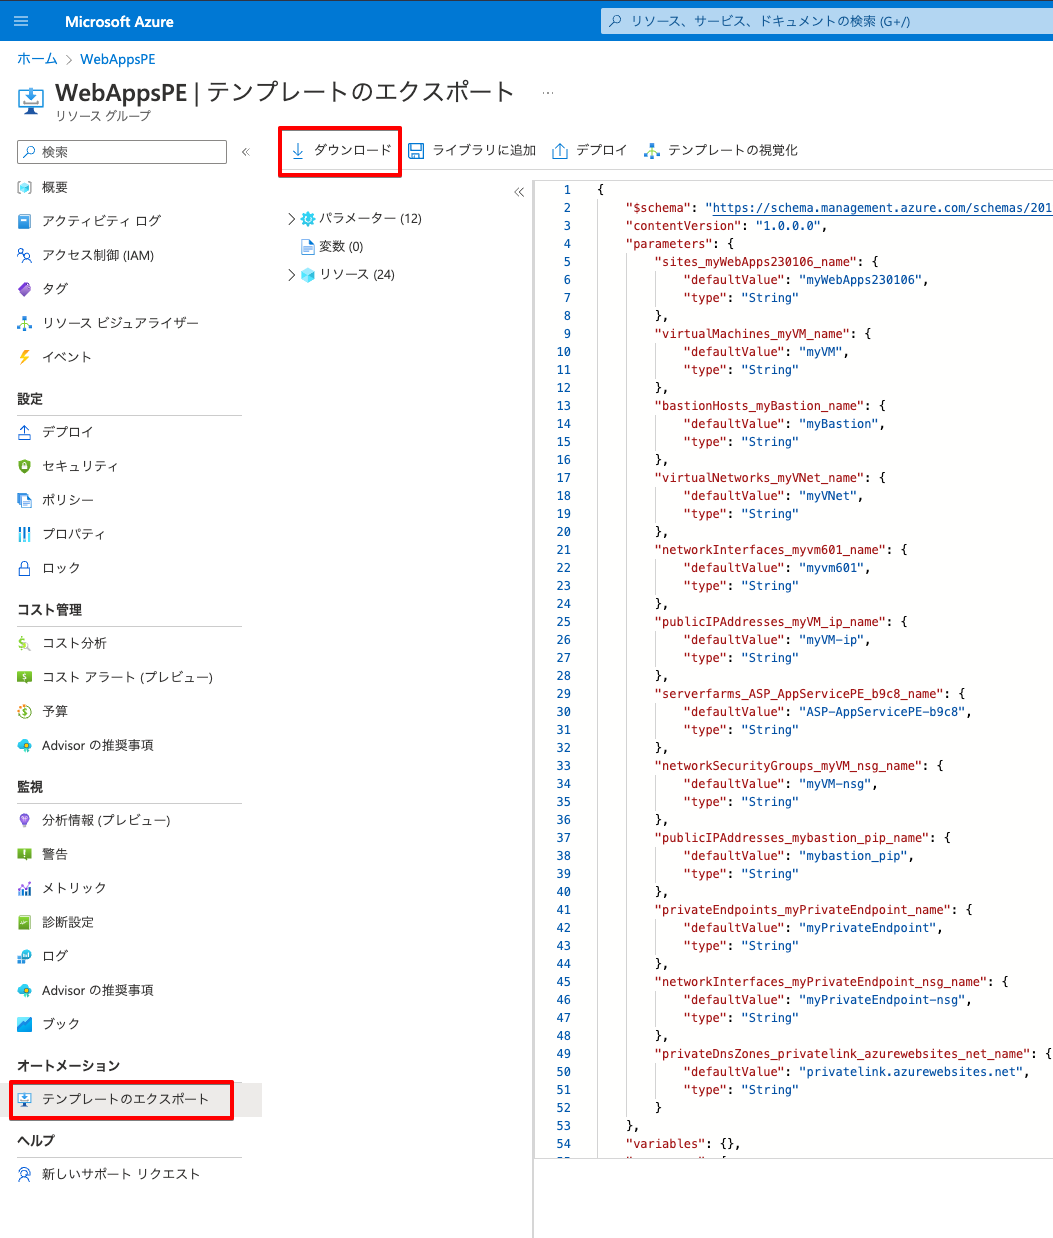 Microsoft Azure
リソース、サービス、ドキュメントの検索 (G+/)
ホーム > WebAppsPE
WebAppsPE | テンプレートのエクスポート ...
リソース グループ
検索
«
ダウンロード
ライブラリに追加
デプロイ
テンプレートの視覚化
概要
アクティビティ ログ
アクセス制御 (IAM)
タグ
リソース ビジュアライザー
イベント
設定
デプロイ
セキュリティ
ポリシー
プロパティ
ロック
コスト管理
コスト分析
コスト アラート (プレビュー)
予算
Advisor の推奨事項
監視
分析情報 (プレビュー)
警告
メトリック
診断設定
ログ
Advisor の推奨事項
ブック
オートメーション
テンプレートのエクスポート
ヘルプ
新しいサポート リクエスト
«
パラメーター (12)
変数 (0)
リソース (24)
1 {
2 "$schema": "https://schema.management.azure.com/schemas/201
3 "contentVersion": "1.0.0.0",
4 "parameters": {
5 "sites_myWebApps230106_name": {
6 "defaultValue": "myWebApps230106",
7 "type": "String"
8 },
9 "virtualMachines_myVM_name": {
10 "defaultValue": "myVM",
11 "type": "String"
12 },
13 "bastionHosts_myBastion_name": {
14 "defaultValue": "myBastion",
15 "type": "String"
16 },
17 "virtualNetworks_myVNet_name": {
18 "defaultValue": "myVNet",
19 "type": "String"
20 },
21 "networkInterfaces_myvm601_name": {
22 "defaultValue": "myvm601",
23 "type": "String"
24 },
25 "publicIPAddresses_myVM_ip_name": {
26 "defaultValue": "myVM-ip",
27 "type": "String"
28 },
29 "serverfarms_ASP_AppServicePE_b9c8_name": {
30 "defaultValue": "ASP-AppServicePE-b9c8",
31 "type": "String"
32 },
33 "networkSecurityGroups_myVM_nsg_name": {
34 "defaultValue": "myVM-nsg",
35 "type": "String"
36 },
37 "publicIPAddresses_mybastion_pip_name": {
38 "defaultValue": "mybastion_pip",
39 "type": "String"
40 },
41 "privateEndpoints_myPrivateEndpoint_name": {
42 "defaultValue": "myPrivateEndpoint",
43 "type": "String"
44 },
45 "networkInterfaces_myPrivateEndpoint_nsg_name": {
46 "defaultValue": "myPrivateEndpoint-nsg",
47 "type": "String"
48 },
49 "privateDnsZones_privatelink_azurewebsites_net_name": {
50 "defaultValue": "privatelink.azurewebsites.net",
51 "type": "String"
52 }
53 },
54 "variables": {},